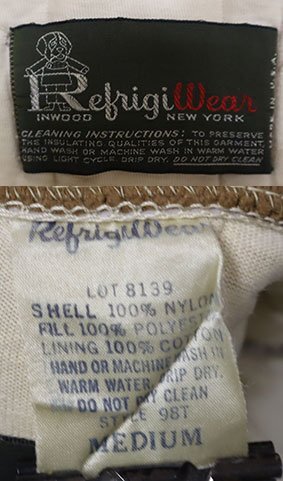 RefrigiWear
INWOOD NEW YORK
MADE IN U.S.A.
CLEANING INSTRUCTIONS: TO PRESERVE
THE INSULATING QUALITIES OF THIS GARMENT,
HAND WASH OR MACHINE WASH IN WARM WATER
USING LIGHT CYCLE. DRIP DRY. DO NOT DRY CLEAN
RefrigiWear
LOT 8139
SHELL 100% NYLON
FILL 100% POLYEST
LINING 100% COTTON
HAND OR MACHINE WASH IN
WARM WATER. DRIP DRY.
DO NOT DRY CLEAN
STYLE 98T
MEDIUM